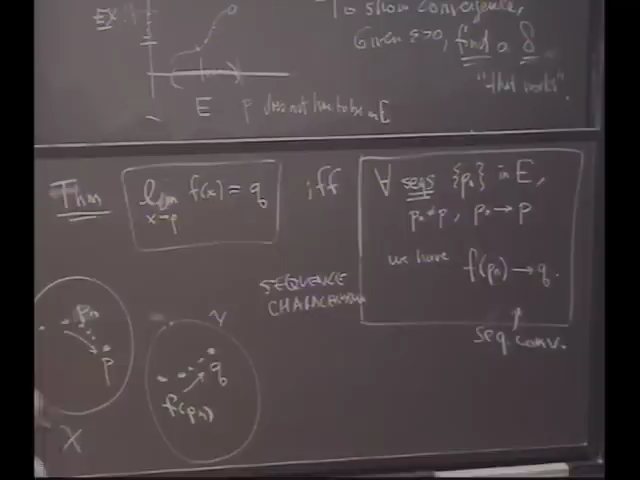 EX
To show convergence,
Given ε>0, find a δ
"that works".
E p does not have to be in E
Thm lim f(x) = q iff
x→p
∀ seqs {pₙ} in E,
pₙ≠p, pₙ→p
we have f(pₙ)→q.
SEQUENCE
seq. conv.
pₙ
p
X
Y
q
f(pₙ)